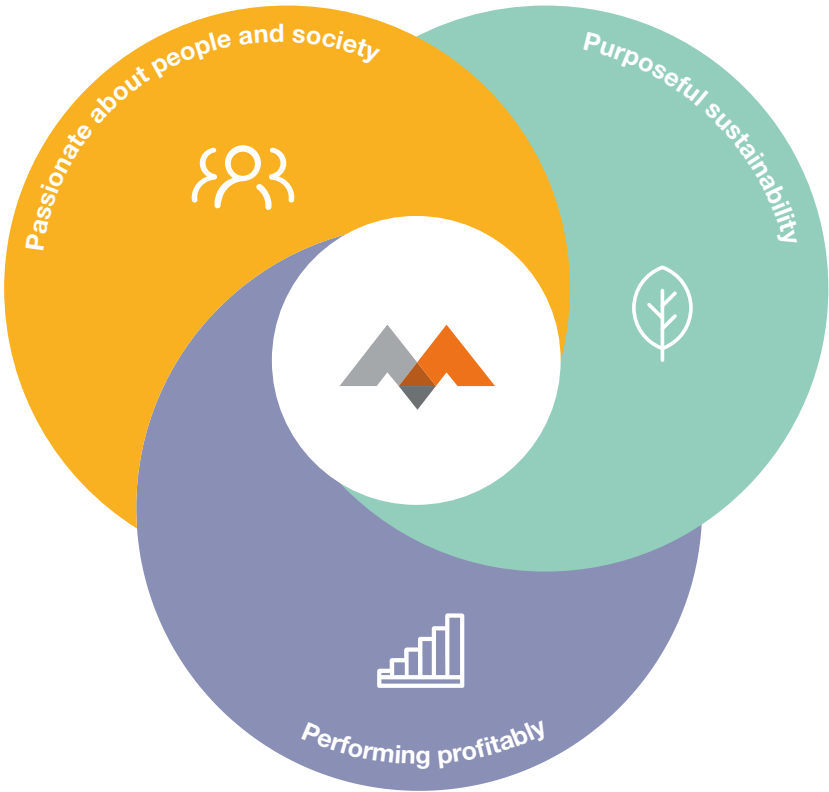 Passionate about people and society
Purposeful sustainability
Performing profitably